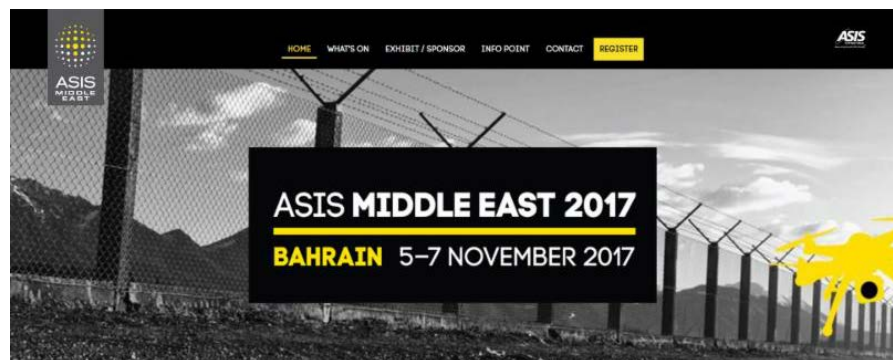 HOME WHAT'S ON EXHIBIT / SPONSOR INFO POINT CONTACT REGISTER
ASIS
ASIS
MIDDLE
EAST
ASIS MIDDLE EAST 2017
BAHRAIN 5–7 NOVEMBER 2017